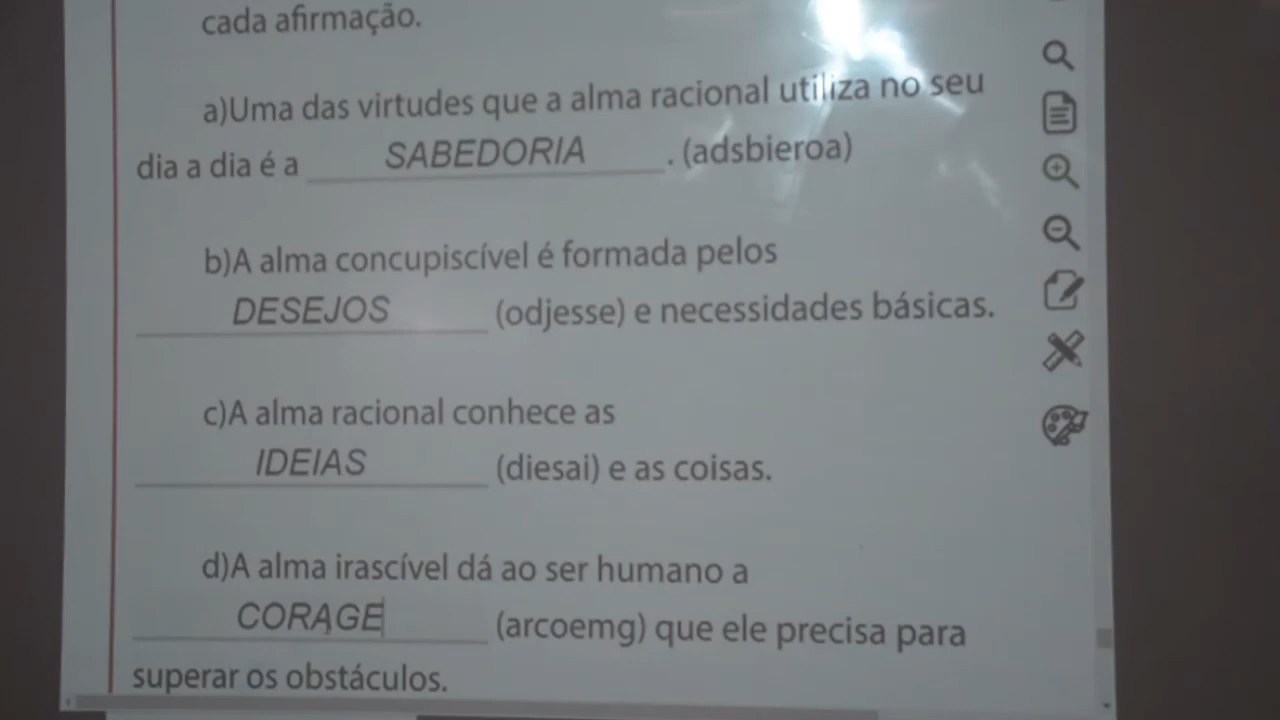 cada afirmação.
a)Uma das virtudes que a alma racional utiliza no seu
dia a dia é a SABEDORIA . (adsbieroa)
b)A alma concupiscível é formada pelos
DESEJOS (odjesse) e necessidades básicas.
c)A alma racional conhece as
IDEIAS (diesai) e as coisas.
d)A alma irascível dá ao ser humano a
CORAGE (arcoemg) que ele precisa para
superar os obstáculos.